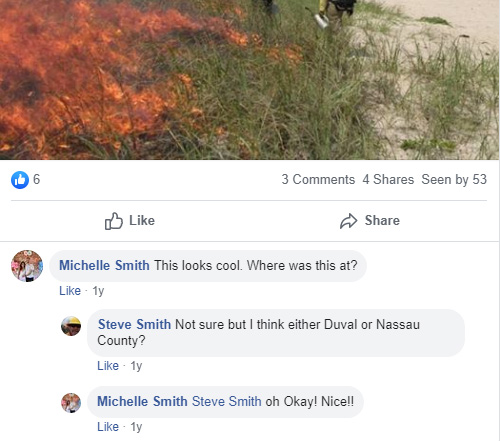 6
3 Comments 4 Shares Seen by 53
Like Share
Michelle Smith This looks cool. Where was this at?
Like · 1y
Steve Smith Not sure but I think either Duval or Nassau
County?
Like · 1y
Michelle Smith Steve Smith oh Okay! Nice!!
Like · 1y